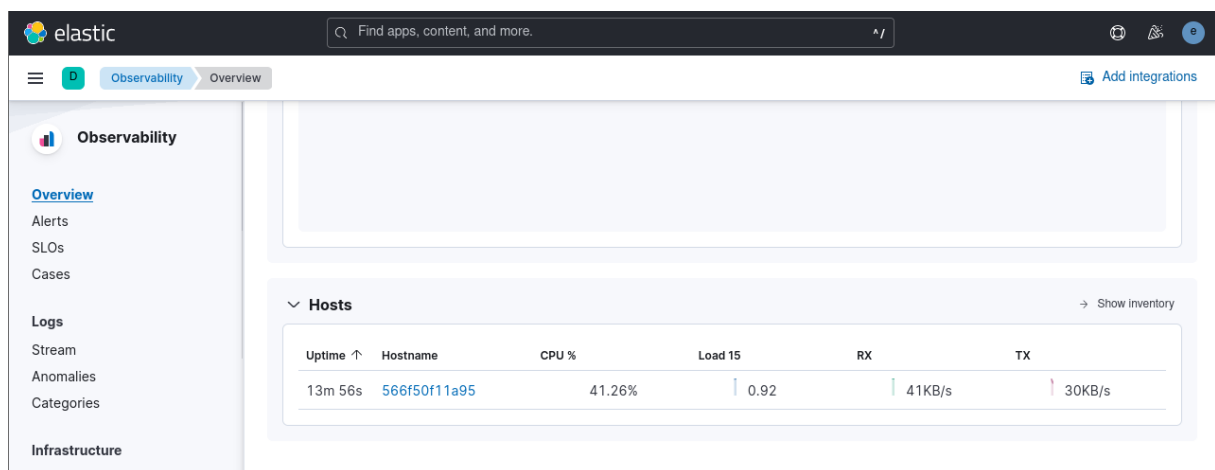 elastic
Find apps, content, and more.
^/
e
D
Observability
Overview
Add integrations
Observability
Overview
Alerts
SLOs
Cases
Logs
Stream
Anomalies
Categories
Infrastructure
Hosts
Show inventory
Uptime Hostname CPU % Load 15 RX TX
13m 56s 566f50f11a95 41.26% 0.92 41KB/s 30KB/s